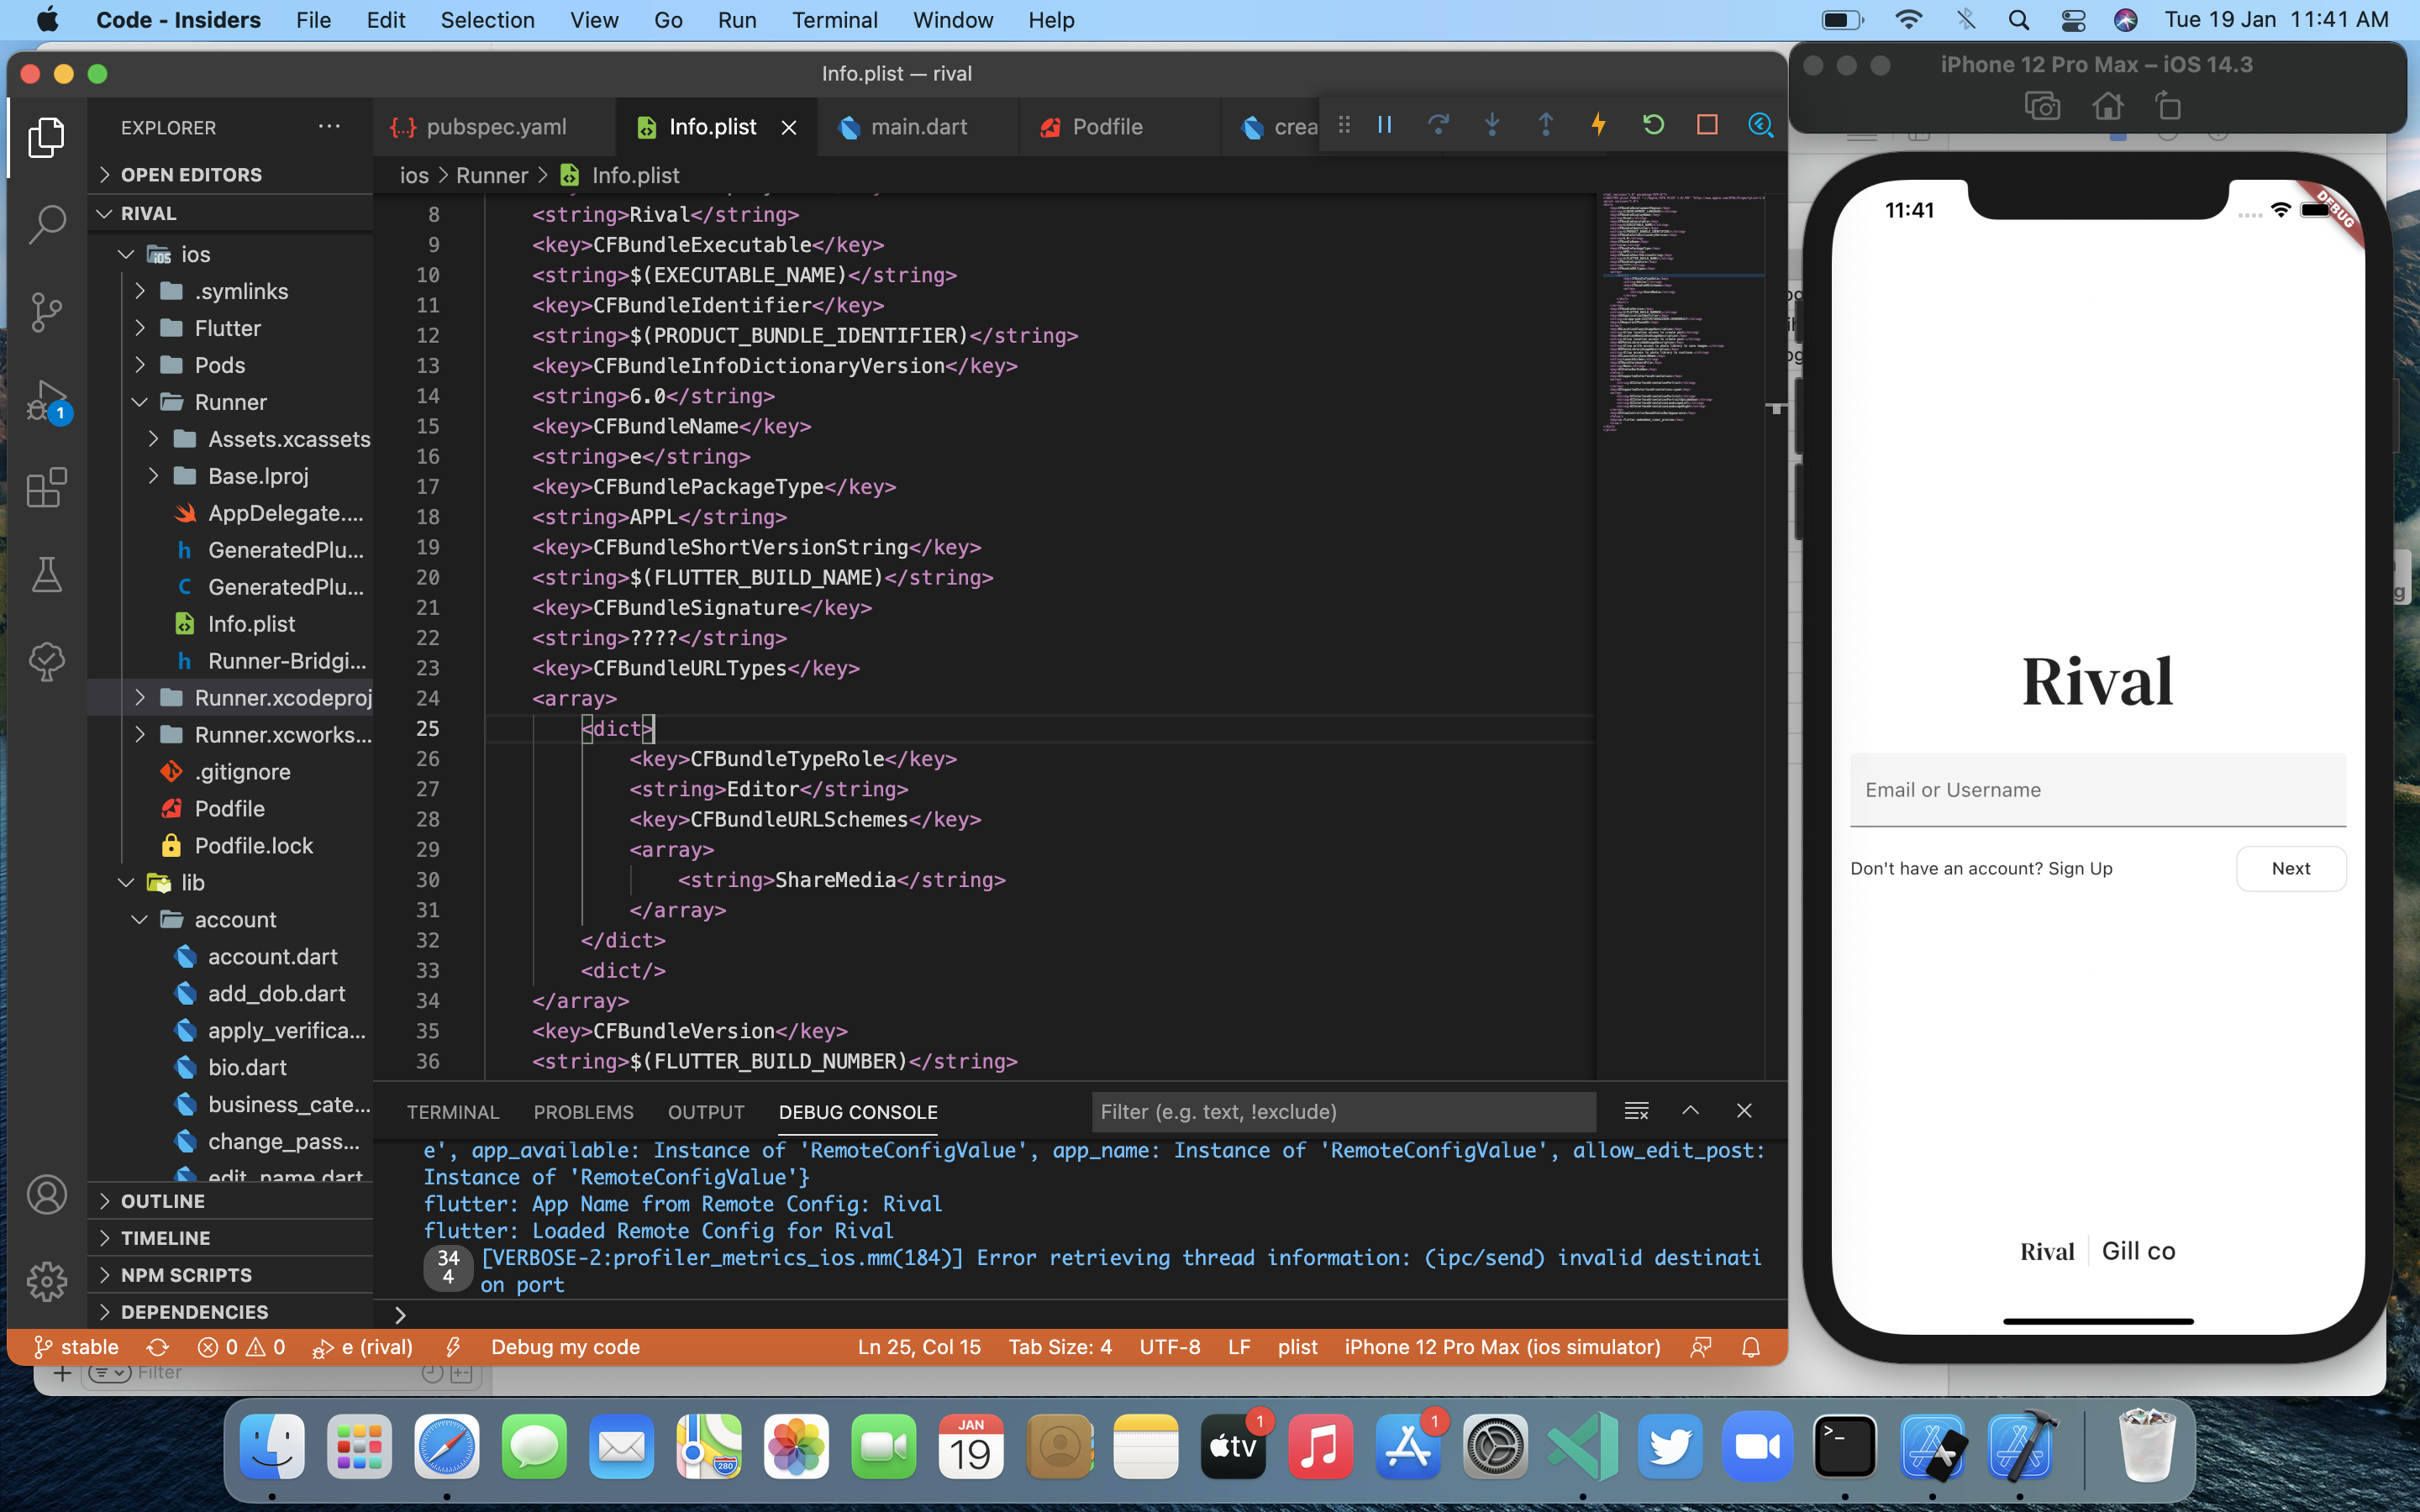 Code - Insiders File Edit Selection View Go Run Terminal Window Help Tue 19 Jan 11:41 AM
Info.plist — rival
EXPLORER ···
OPEN EDITORS
RIVAL
ios
.symlinks
Flutter
Pods
Runner
Assets.xcassets
Base.lproj
AppDelegate....
GeneratedPlu...
GeneratedPlu...
Info.plist
Runner-Bridgi...
Runner.xcodeproj
Runner.xcworks...
.gitignore
Podfile
Podfile.lock
lib
account
account.dart
add_dob.dart
apply_verifica...
bio.dart
business_cate...
change_pass...
edit_name.dart
OUTLINE
TIMELINE
NPM SCRIPTS
DEPENDENCIES
1
pubspec.yaml Info.plist main.dart Podfile crea
ios > Runner > Info.plist
8 <string>Rival</string>
9 <key>CFBundleExecutable</key>
10 <string>$(EXECUTABLE_NAME)</string>
11 <key>CFBundleIdentifier</key>
12 <string>$(PRODUCT_BUNDLE_IDENTIFIER)</string>
13 <key>CFBundleInfoDictionaryVersion</key>
14 <string>6.0</string>
15 <key>CFBundleName</key>
16 <string>e</string>
17 <key>CFBundlePackageType</key>
18 <string>APPL</string>
19 <key>CFBundleShortVersionString</key>
20 <string>$(FLUTTER_BUILD_NAME)</string>
21 <key>CFBundleSignature</key>
22 <string>????</string>
23 <key>CFBundleURLTypes</key>
24 <array>
25 <dict>
26 <key>CFBundleTypeRole</key>
27 <string>Editor</string>
28 <key>CFBundleURLSchemes</key>
29 <array>
30 <string>ShareMedia</string>
31 </array>
32 </dict>
33 <dict/>
34 </array>
35 <key>CFBundleVersion</key>
36 <string>$(FLUTTER_BUILD_NUMBER)</string>
TERMINAL PROBLEMS OUTPUT DEBUG CONSOLE Filter (e.g. text, !exclude)
e', app_available: Instance of 'RemoteConfigValue', app_name: Instance of 'RemoteConfigValue', allow_edit_post:
Instance of 'RemoteConfigValue'}
flutter: App Name from Remote Config: Rival
flutter: Loaded Remote Config for Rival
344 [VERBOSE-2:profiler_metrics_ios.mm(184)] Error retrieving thread information: (ipc/send) invalid destinati
on port
stable 0 0 e (rival) Debug my code Ln 25, Col 15 Tab Size: 4 UTF-8 LF plist iPhone 12 Pro Max (ios simulator)
Filter
iPhone 12 Pro Max – iOS 14.3
11:41
DEBUG
Rival
Email or Username
Don't have an account? Sign Up Next
Rival Gill co
JAN
19
280
tv
1
1
>_